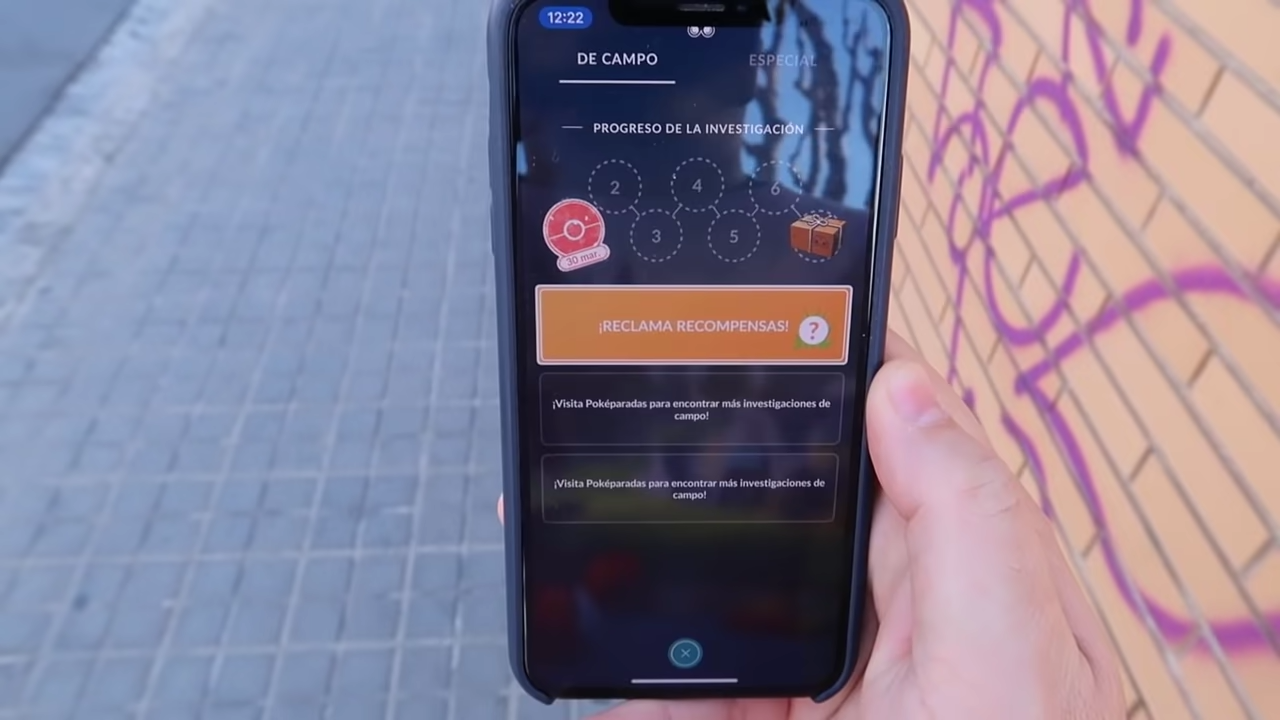 12:22
DE CAMPO
ESPECIAL
PROGRESO DE LA INVESTIGACIÓN
2 4 6
3 5
30 mar.
¡RECLAMA RECOMPENSAS! ?
¡Visita Poképaradas para encontrar más investigaciones de
campo!
¡Visita Poképaradas para encontrar más investigaciones de
campo!